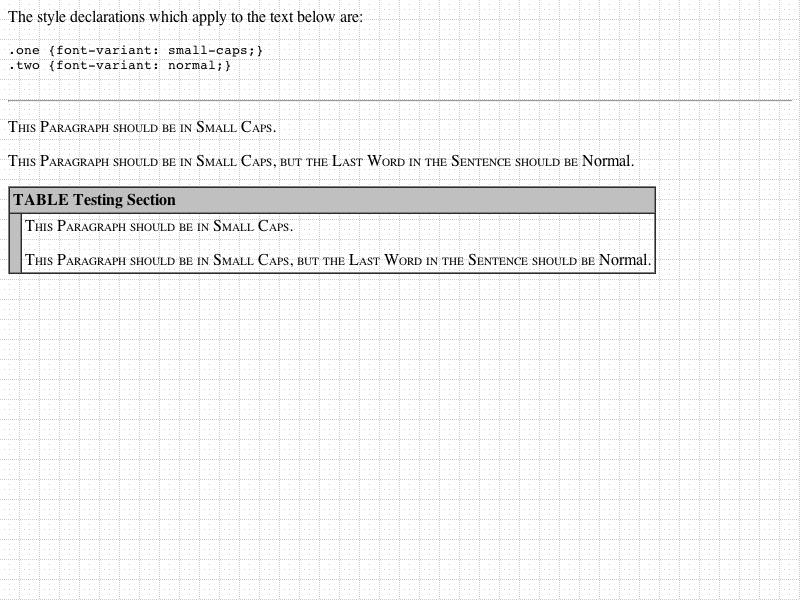 The style declarations which apply to the text below are:
.one {font-variant: small-caps;}
.two {font-variant: normal;}
This Paragraph should be in Small Caps.
This Paragraph should be in Small Caps, but the Last Word in the Sentence should be Normal.
TABLE Testing Section
This Paragraph should be in Small Caps.
This Paragraph should be in Small Caps, but the Last Word in the Sentence should be Normal.